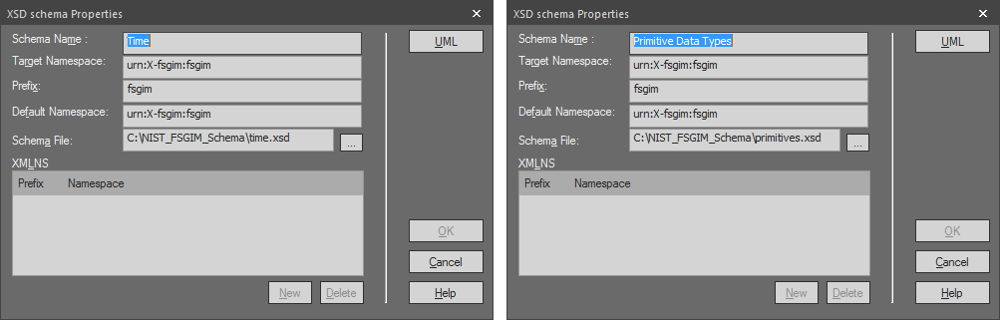 XSD schema Properties
Schema Name :
Time
UML
Target Namespace:
urn:X-fsgim:fsgim
Prefix:
fsgim
Default Namespace:
urn:X-fsgim:fsgim
Schema File:
C:\NIST_FSGIM_Schema\time.xsd
...
XMLNS
Prefix Namespace
OK
Cancel
New Delete
Help
XSD schema Properties
Schema Name :
Primitive Data Types
UML
Target Namespace:
urn:X-fsgim:fsgim
Prefix:
fsgim
Default Namespace:
urn:X-fsgim:fsgim
Schema File:
C:\NIST_FSGIM_Schema\primitives.xsd
...
XMLNS
Prefix Namespace
OK
Cancel
New Delete
Help